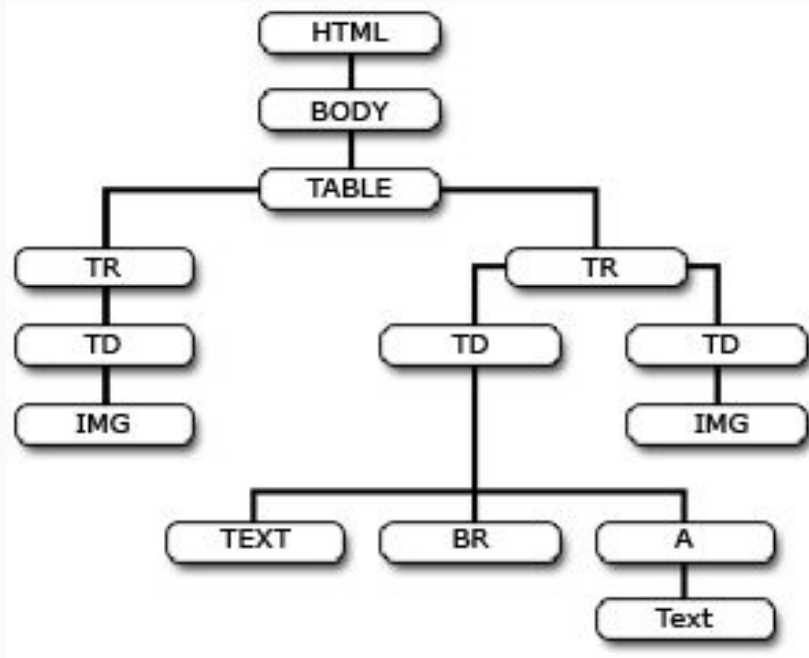 HTML
BODY
TABLE
TR
TR
TD
TD
TD
IMG
IMG
TEXT
BR
A
Text